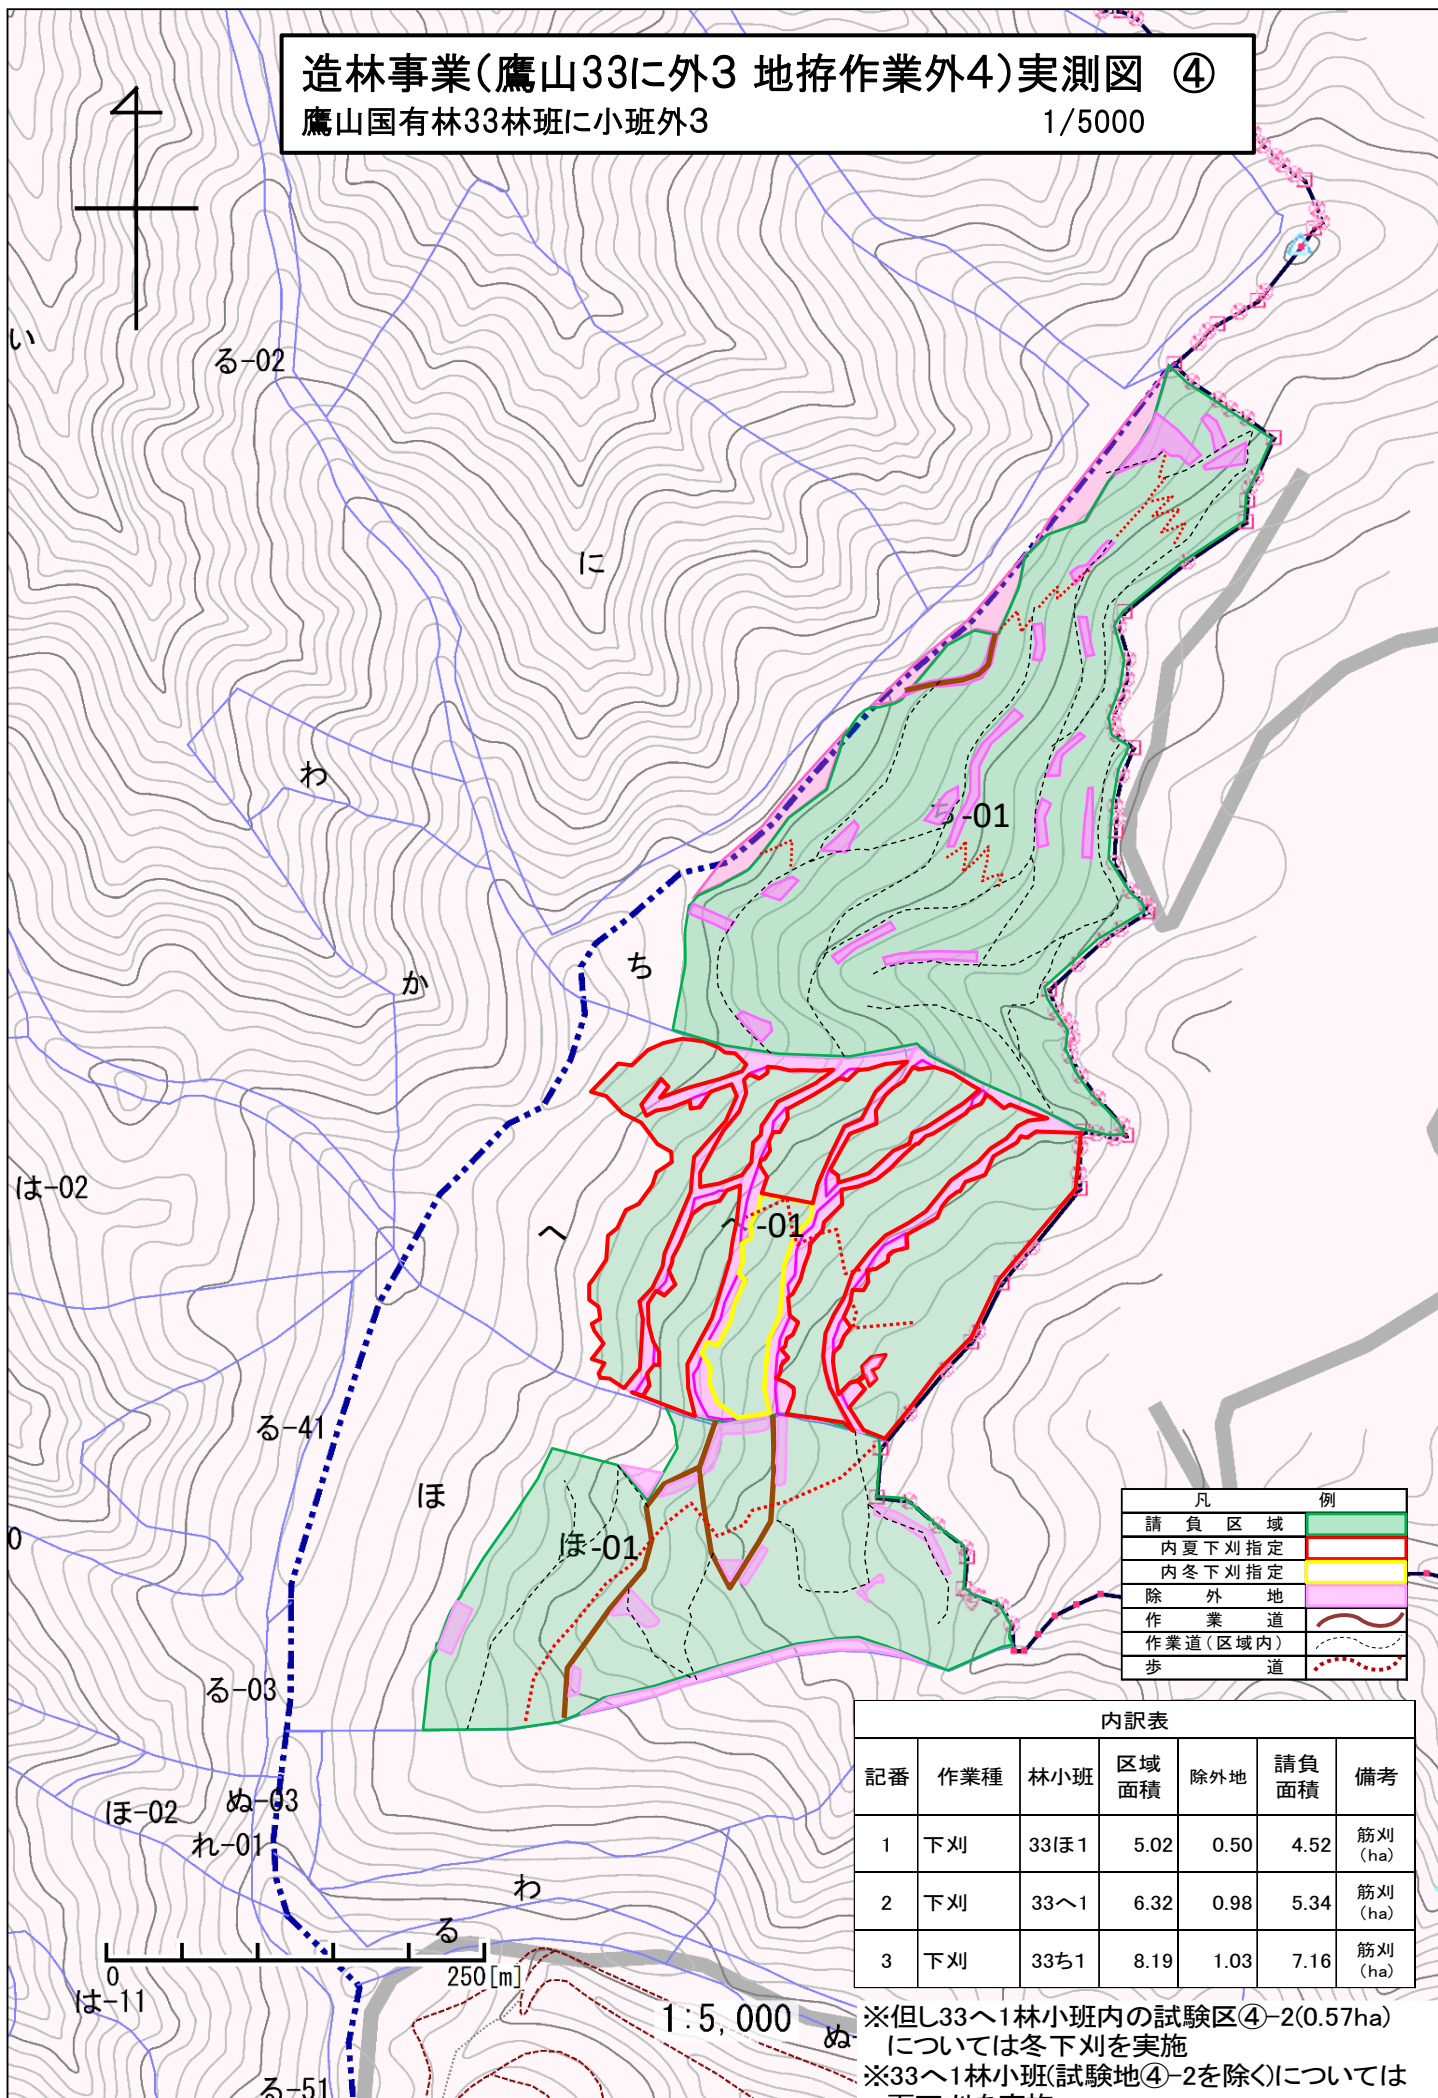 造林事業(鷹山33に外3 地拵作業外4)実測図 ④
鷹山国有林33林班に小班外3 1/5000
い
る-02
に
わ
ち-01
ち
か
は-02
へ
へ-01
る-41
ほ
ほ-01
0
る-03
ほ-02
ぬ-03
れ-01
わ
る
0 250[m]
は-11
1:5,000
ぬ
る-51
凡 例
請負区域
内夏下刈指定
内冬下刈指定
除外地
作業道
作業道(区域内)
歩道
内訳表
記番 作業種 林小班 区域面積 除外地 請負面積 備考
1 下刈 33ほ1 5.02 0.50 4.52 筋刈(ha)
2 下刈 33へ1 6.32 0.98 5.34 筋刈(ha)
3 下刈 33ち1 8.19 1.03 7.16 筋刈(ha)
※但し33へ1林小班内の試験区④-2(0.57ha)
については冬下刈を実施
※33へ1林小班(試験地④-2を除く)については